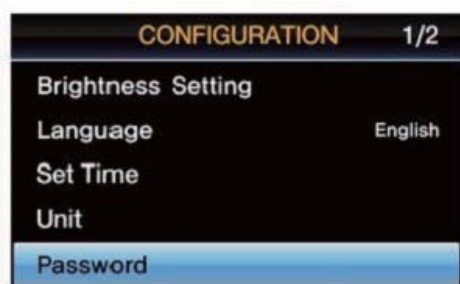 CONFIGURATION 1/2
Brightness Setting
Language English
Set Time
Unit
Password